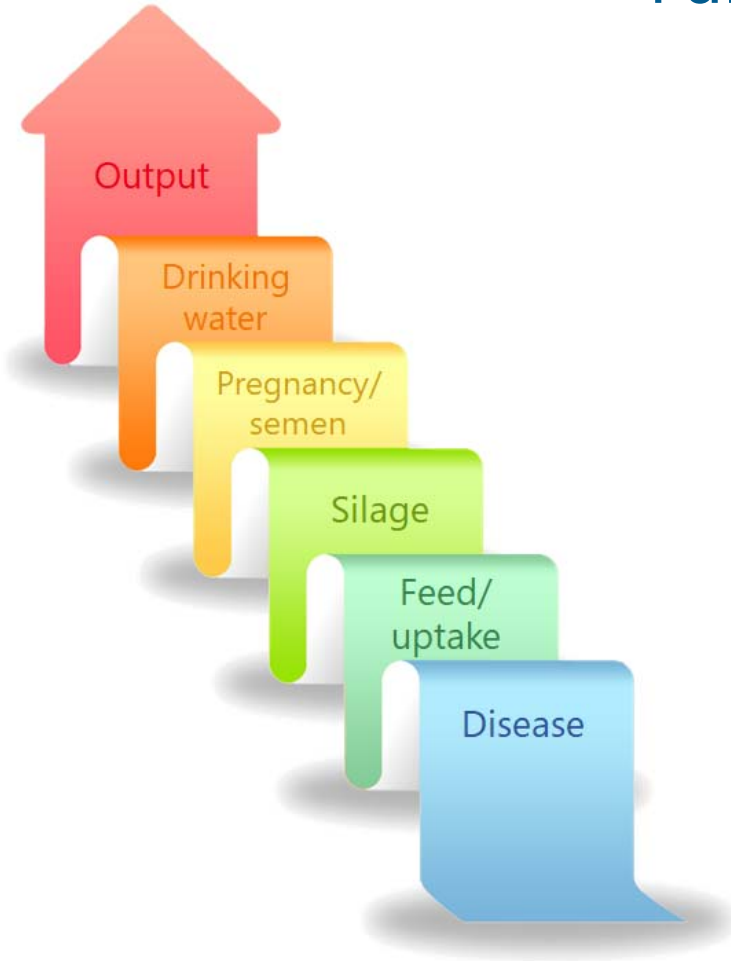 Output
Drinking
water
Pregnancy/
semen
Silage
Feed/
uptake
Disease